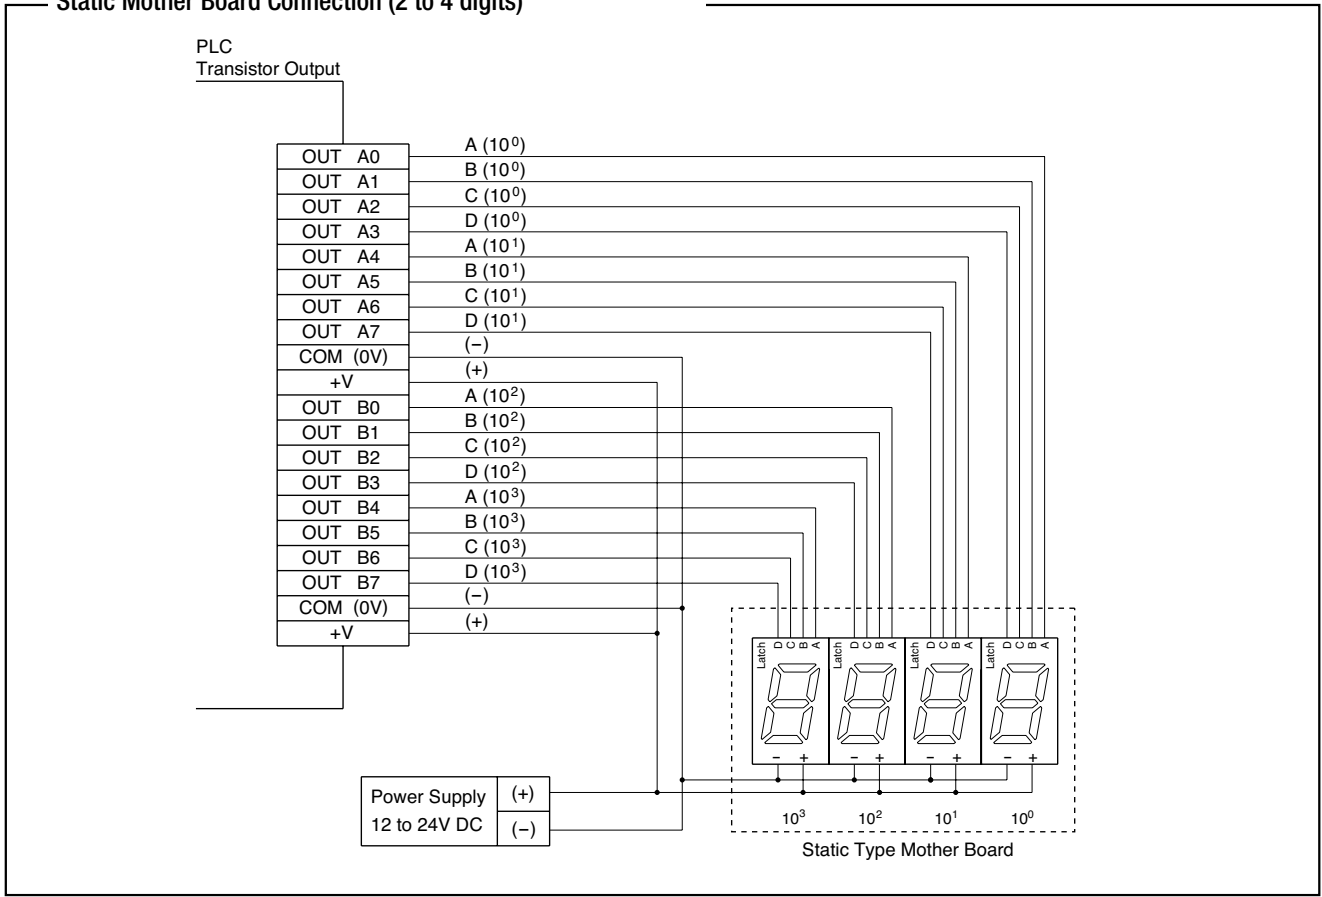 Static Mother Board Connection (2 to 4 digits)
PLC
Transistor Output
OUT A0 A (10⁰)
OUT A1 B (10⁰)
OUT A2 C (10⁰)
OUT A3 D (10⁰)
OUT A4 A (10¹)
OUT A5 B (10¹)
OUT A6 C (10¹)
OUT A7 D (10¹)
COM (0V) (−)
+V (+)
OUT B0 A (10²)
OUT B1 B (10²)
OUT B2 C (10²)
OUT B3 D (10²)
OUT B4 A (10³)
OUT B5 B (10³)
OUT B6 C (10³)
OUT B7 D (10³)
COM (0V) (−)
+V (+)
Latch D C B A Latch D C B A Latch D C B A Latch D C B A
− + − + − + − +
Power Supply (+)
12 to 24V DC (−)
10³ 10² 10¹ 10⁰
Static Type Mother Board